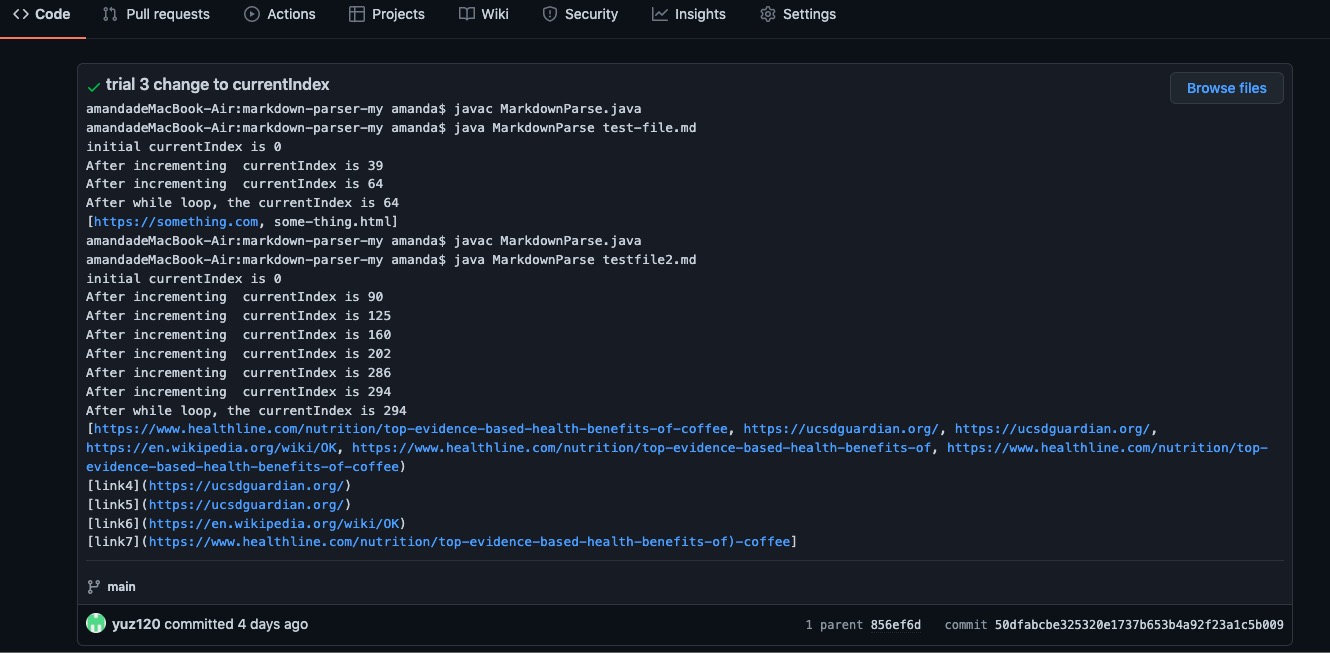 Code Pull requests Actions Projects Wiki Security Insights Settings
trial 3 change to currentIndex
Browse files
amandadeMacBook-Air:markdown-parser-my amanda$ javac MarkdownParse.java
amandadeMacBook-Air:markdown-parser-my amanda$ java MarkdownParse test-file.md
initial currentIndex is 0
After incrementing  currentIndex is 39
After incrementing  currentIndex is 64
After while loop, the currentIndex is 64
[https://something.com, some-thing.html]
amandadeMacBook-Air:markdown-parser-my amanda$ javac MarkdownParse.java
amandadeMacBook-Air:markdown-parser-my amanda$ java MarkdownParse testfile2.md
initial currentIndex is 0
After incrementing  currentIndex is 90
After incrementing  currentIndex is 125
After incrementing  currentIndex is 160
After incrementing  currentIndex is 202
After incrementing  currentIndex is 286
After incrementing  currentIndex is 294
After while loop, the currentIndex is 294
[https://www.healthline.com/nutrition/top-evidence-based-health-benefits-of-coffee, https://ucsdguardian.org/, https://ucsdguardian.org/,
https://en.wikipedia.org/wiki/OK, https://www.healthline.com/nutrition/top-evidence-based-health-benefits-of, https://www.healthline.com/nutrition/top-
evidence-based-health-benefits-of-coffee)
[link4](https://ucsdguardian.org/)
[link5](https://ucsdguardian.org/)
[link6](https://en.wikipedia.org/wiki/OK)
[link7](https://www.healthline.com/nutrition/top-evidence-based-health-benefits-of)-coffee]
main
yuz120 committed 4 days ago
1 parent 856ef6d commit 50dfabcbe325320e1737b653b4a92f23a1c5b009